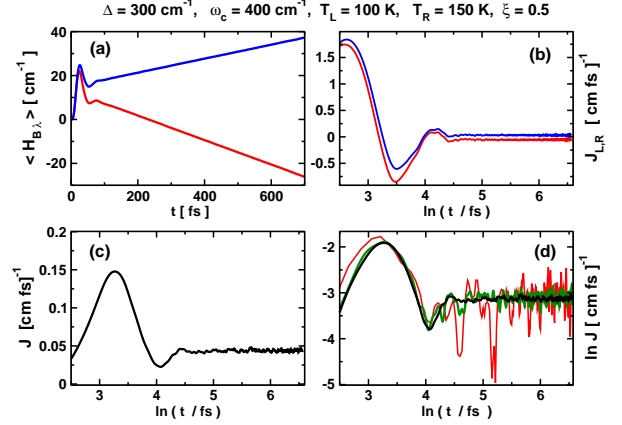 Δ = 300 cm⁻¹, ω_c = 400 cm⁻¹, T_L = 100 K, T_R = 150 K, ξ = 0.5
(a)
< H_Bλ > [ cm⁻¹ ]
40
20
0
-20
0
200
400
600
t [ fs ]
(b)
J_L,R [ cm fs ]⁻¹
1.5
1.0
0.5
0
-0.5
3
4
5
6
ln ( t / fs )
(c)
J [cm fs]⁻¹
0.15
0.10
0.05
0
3
4
5
6
ln ( t / fs )
(d)
ln J [ cm fs ]⁻¹
-2
-3
-4
-5
3
4
5
6
ln ( t / fs )